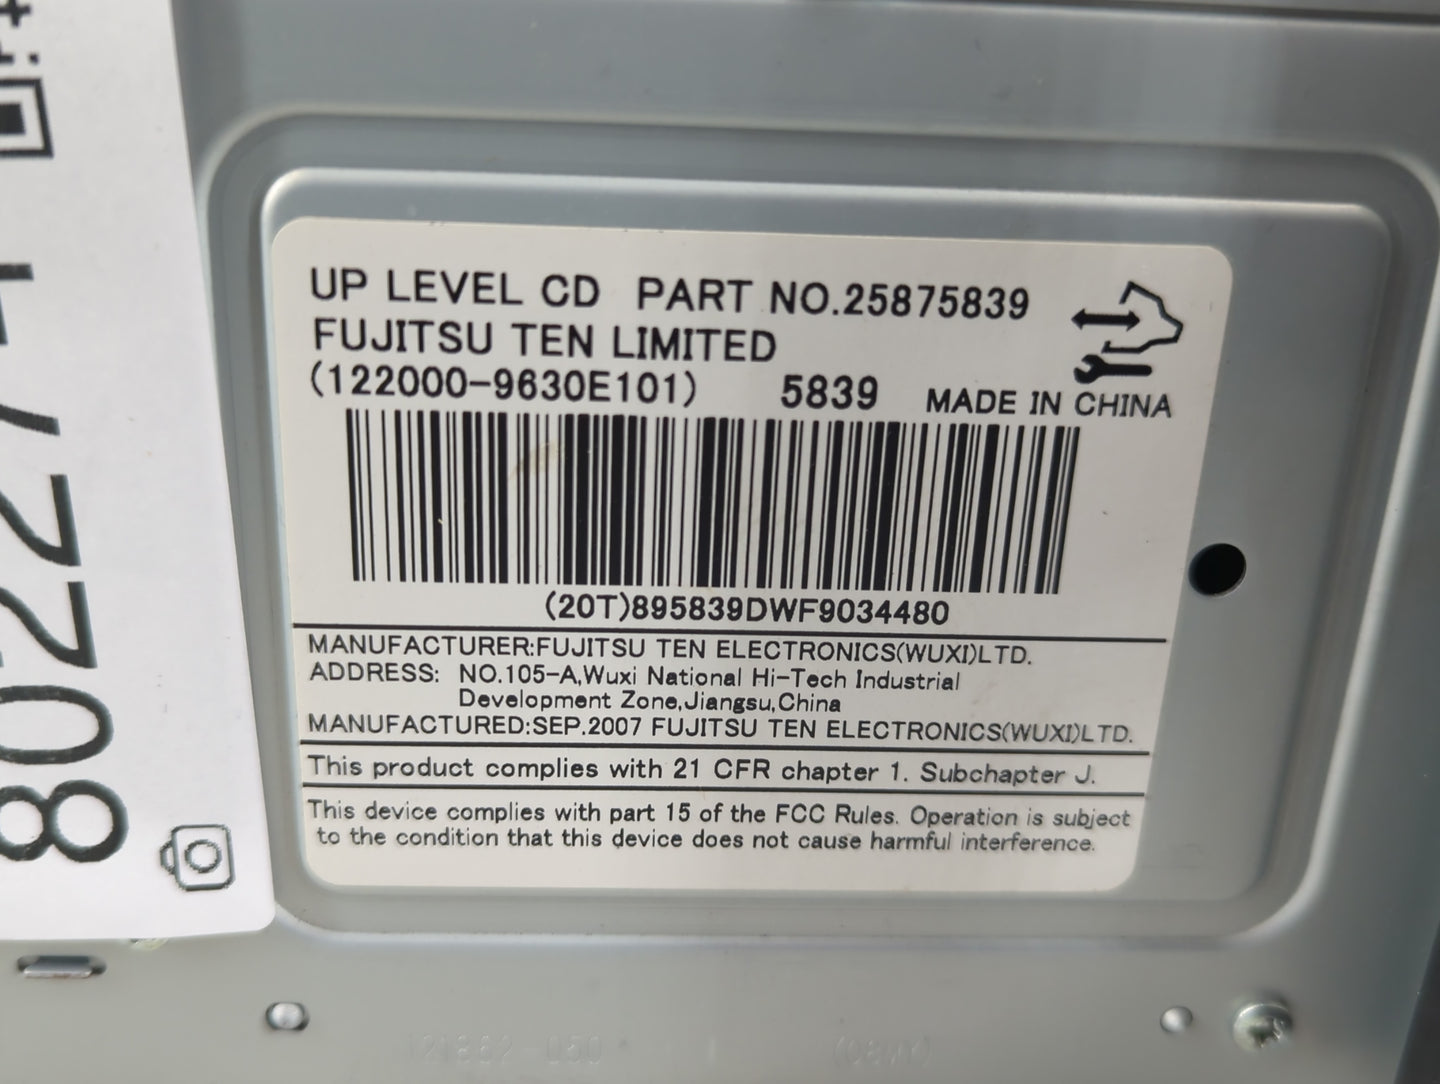 UP LEVEL CD PART NO.25875839
FUJITSU TEN LIMITED
(122000-9630E101) 5839 MADE IN CHINA
(20T)895839DWF9034480
MANUFACTURER:FUJITSU TEN ELECTRONICS(WUXI)LTD.
ADDRESS: NO.105-A,Wuxi National Hi-Tech Industrial
Development Zone,Jiangsu,China
MANUFACTURED:SEP.2007 FUJITSU TEN ELECTRONICS(WUXI)LTD.
This product complies with 21 CFR chapter 1. Subchapter J.
This device complies with part 15 of the FCC Rules. Operation is subject
to the condition that this device does not cause harmful interference.